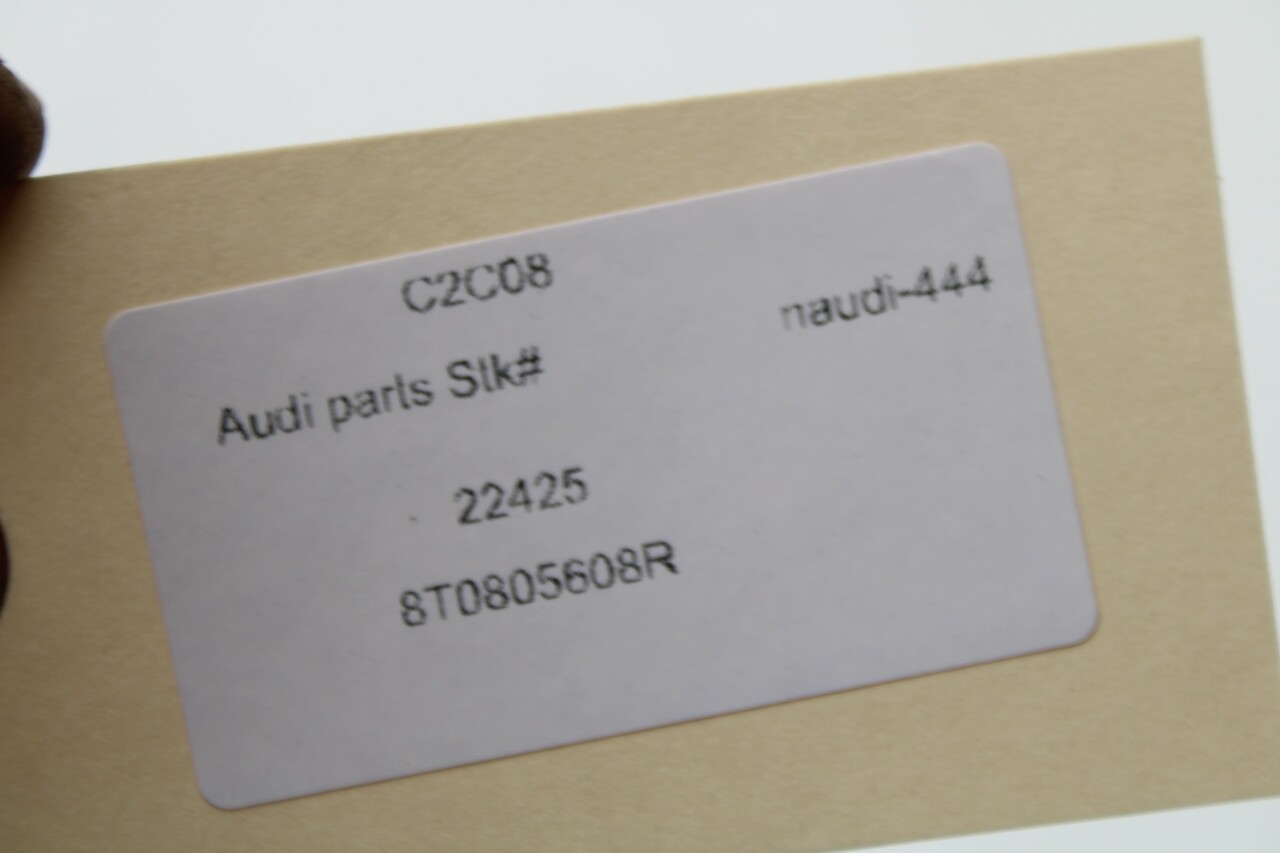 C2C08
naudi-444
Audi parts Stk#
22425
8T0805608R